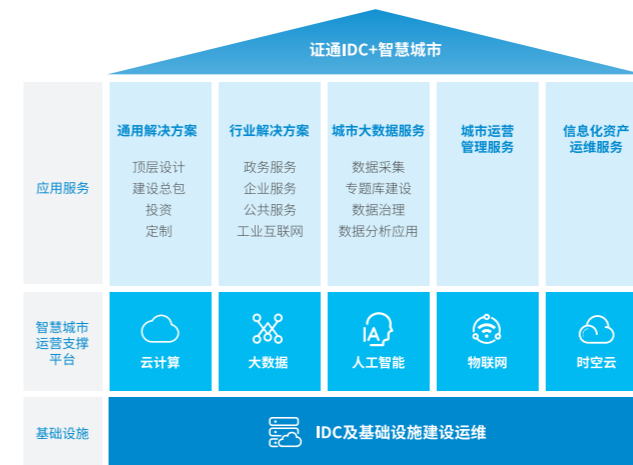 证通IDC+智慧城市
应用服务
通用解决方案
顶层设计
建设总包
投资
定制
行业解决方案
政务服务
企业服务
公共服务
工业互联网
城市大数据服务
数据采集
专题库建设
数据治理
数据分析应用
城市运营
管理服务
信息化资产
运维服务
智慧城市
运营支撑
平台
云计算
大数据
IA
人工智能
物联网
时空云
基础设施
IDC及基础设施建设运维